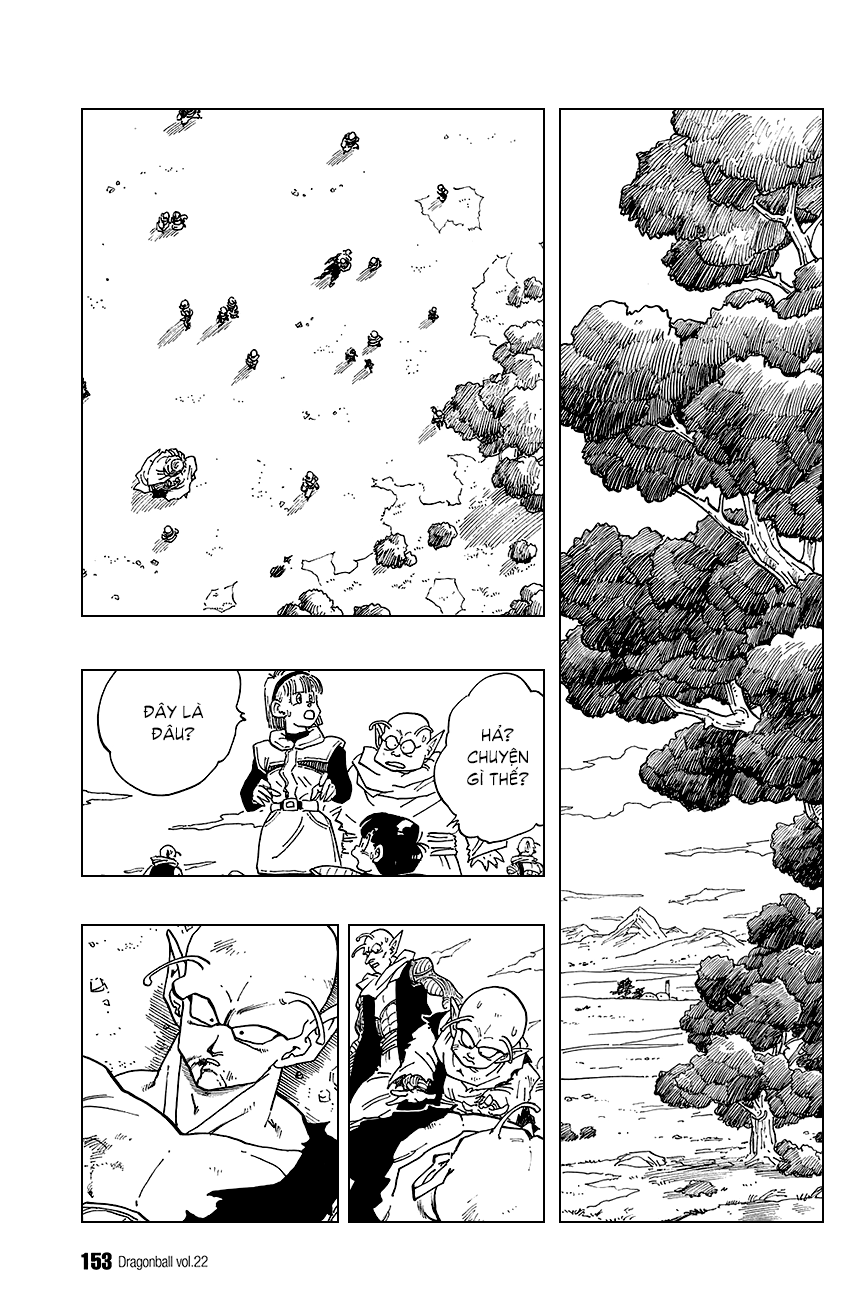 HẢ?
CHUYỆN
GÌ THẾ?
ĐÂY LÀ
ĐÂU?
153 Dragonball vol.22